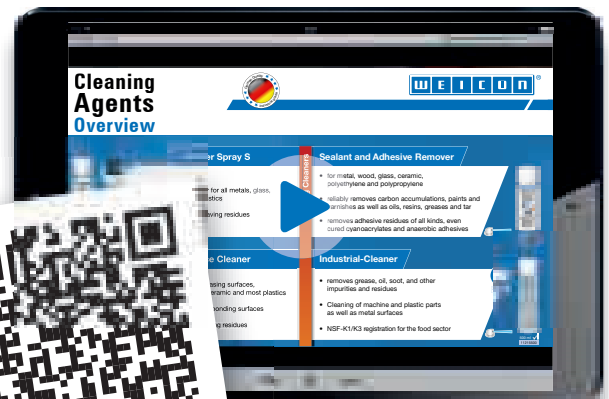 Cleaning
Agents
Overview
WEICON®
er Spray S
for all metals, glass,
stics
aving residues
Cleaners
Sealant and Adhesive Remover
• for metal, wood, glass, ceramic,
polyethylene and polypropylene
• reliably removes carbon accumulations, paints and
varnishes as well as oils, resins, greases and tar
• removes adhesive residues of all kinds, even
cured cyanoacrylates and anaerobic adhesives
ce Cleaner
asing surfaces,
eramic and most plastics
onding surfaces
g residues
Industrial-Cleaner
• removes grease, oil, soot, and other
impurities and residues
• Cleaning of machine and plastic parts
as well as metal surfaces
• NSF-K1/K3 registration for the food sector